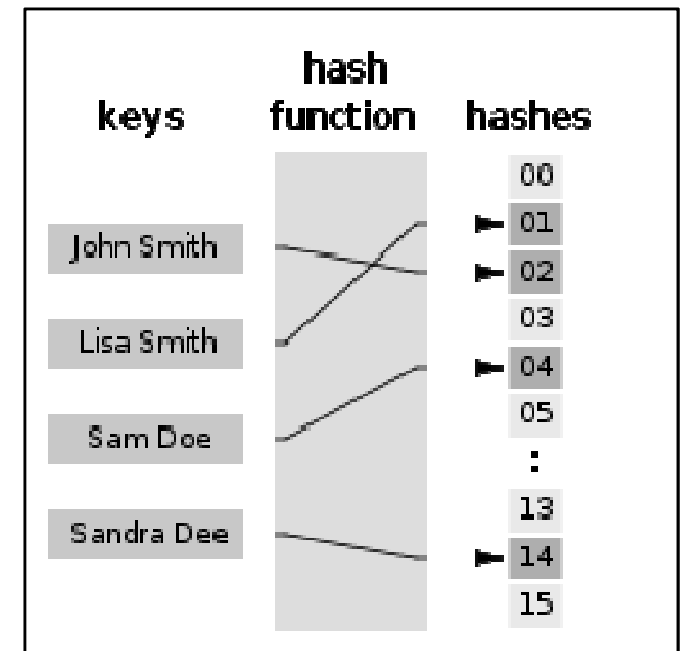 hash
keys function hashes
00
John Smith 01
02
Lisa Smith 03
04
Sam Doe 05
:
13
Sandra Dee 14
15